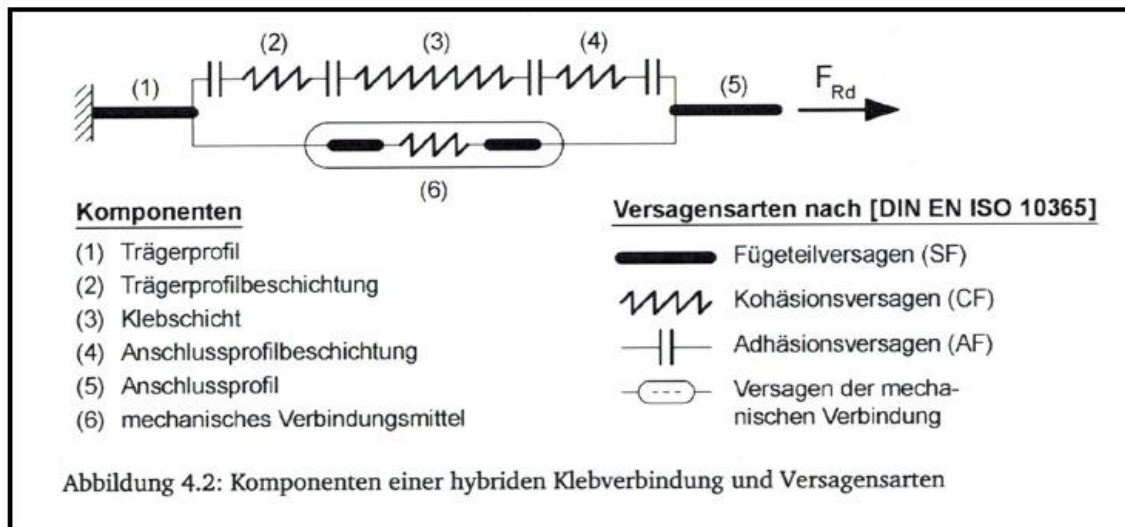 (2) (3) (4)
(1) (5) F_Rd
(6)
Komponenten
(1) Trägerprofil
(2) Trägerprofilbeschichtung
(3) Klebschicht
(4) Anschlussprofilbeschichtung
(5) Anschlussprofil
(6) mechanisches Verbindungsmittel
Versagensarten nach [DIN EN ISO 10365]
Fügeteilversagen (SF)
Kohäsionsversagen (CF)
Adhäsionsversagen (AF)
Versagen der mecha-
nischen Verbindung
Abbildung 4.2: Komponenten einer hybriden Klebverbindung und Versagensarten